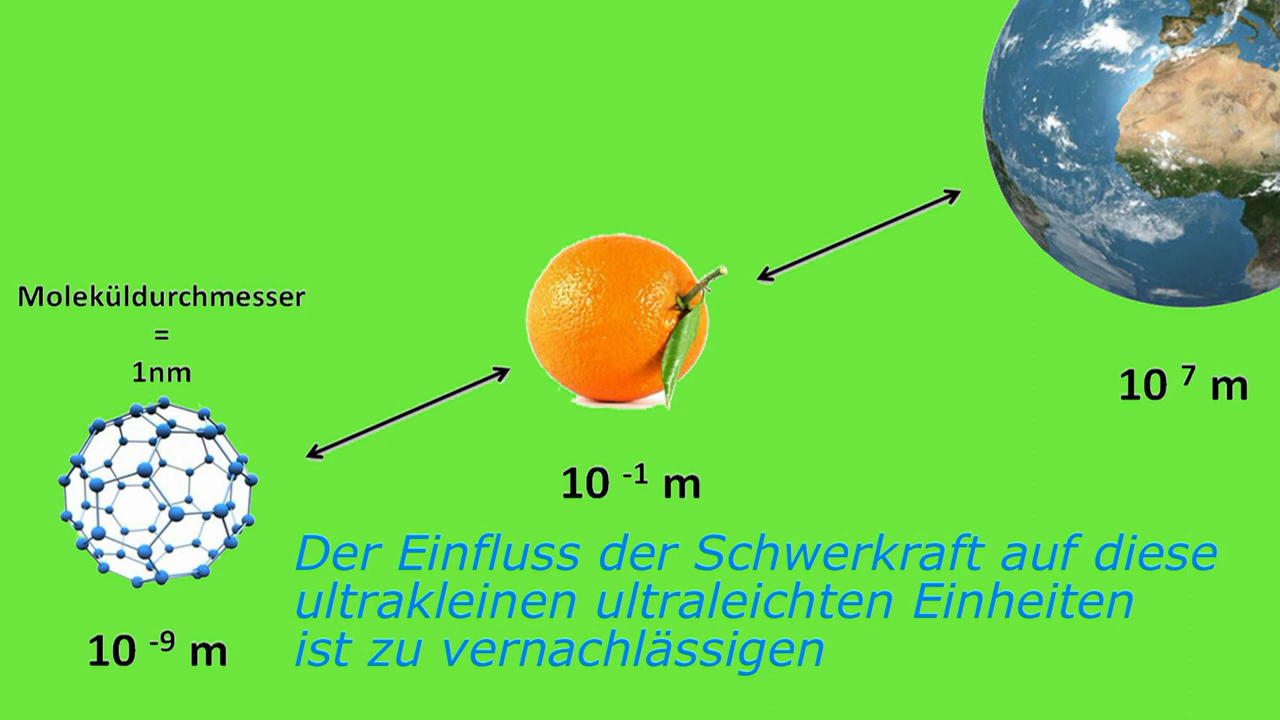 Moleküldurchmesser
=
1nm
10 ⁻⁹ m
10 ⁻¹ m
10 ⁷ m
Der Einfluss der Schwerkraft auf diese
ultrakleinen ultraleichten Einheiten
ist zu vernachlässigen